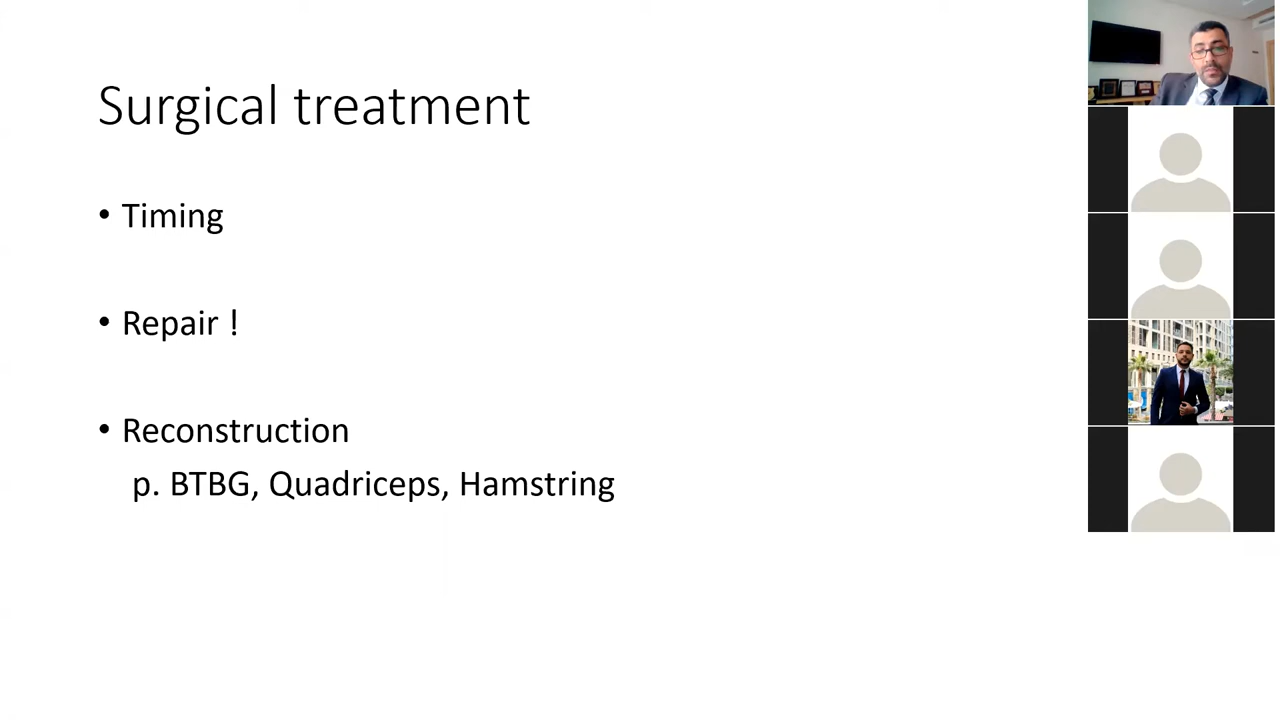 Surgical treatment
• Timing
• Repair !
• Reconstruction
p. BTBG, Quadriceps, Hamstring